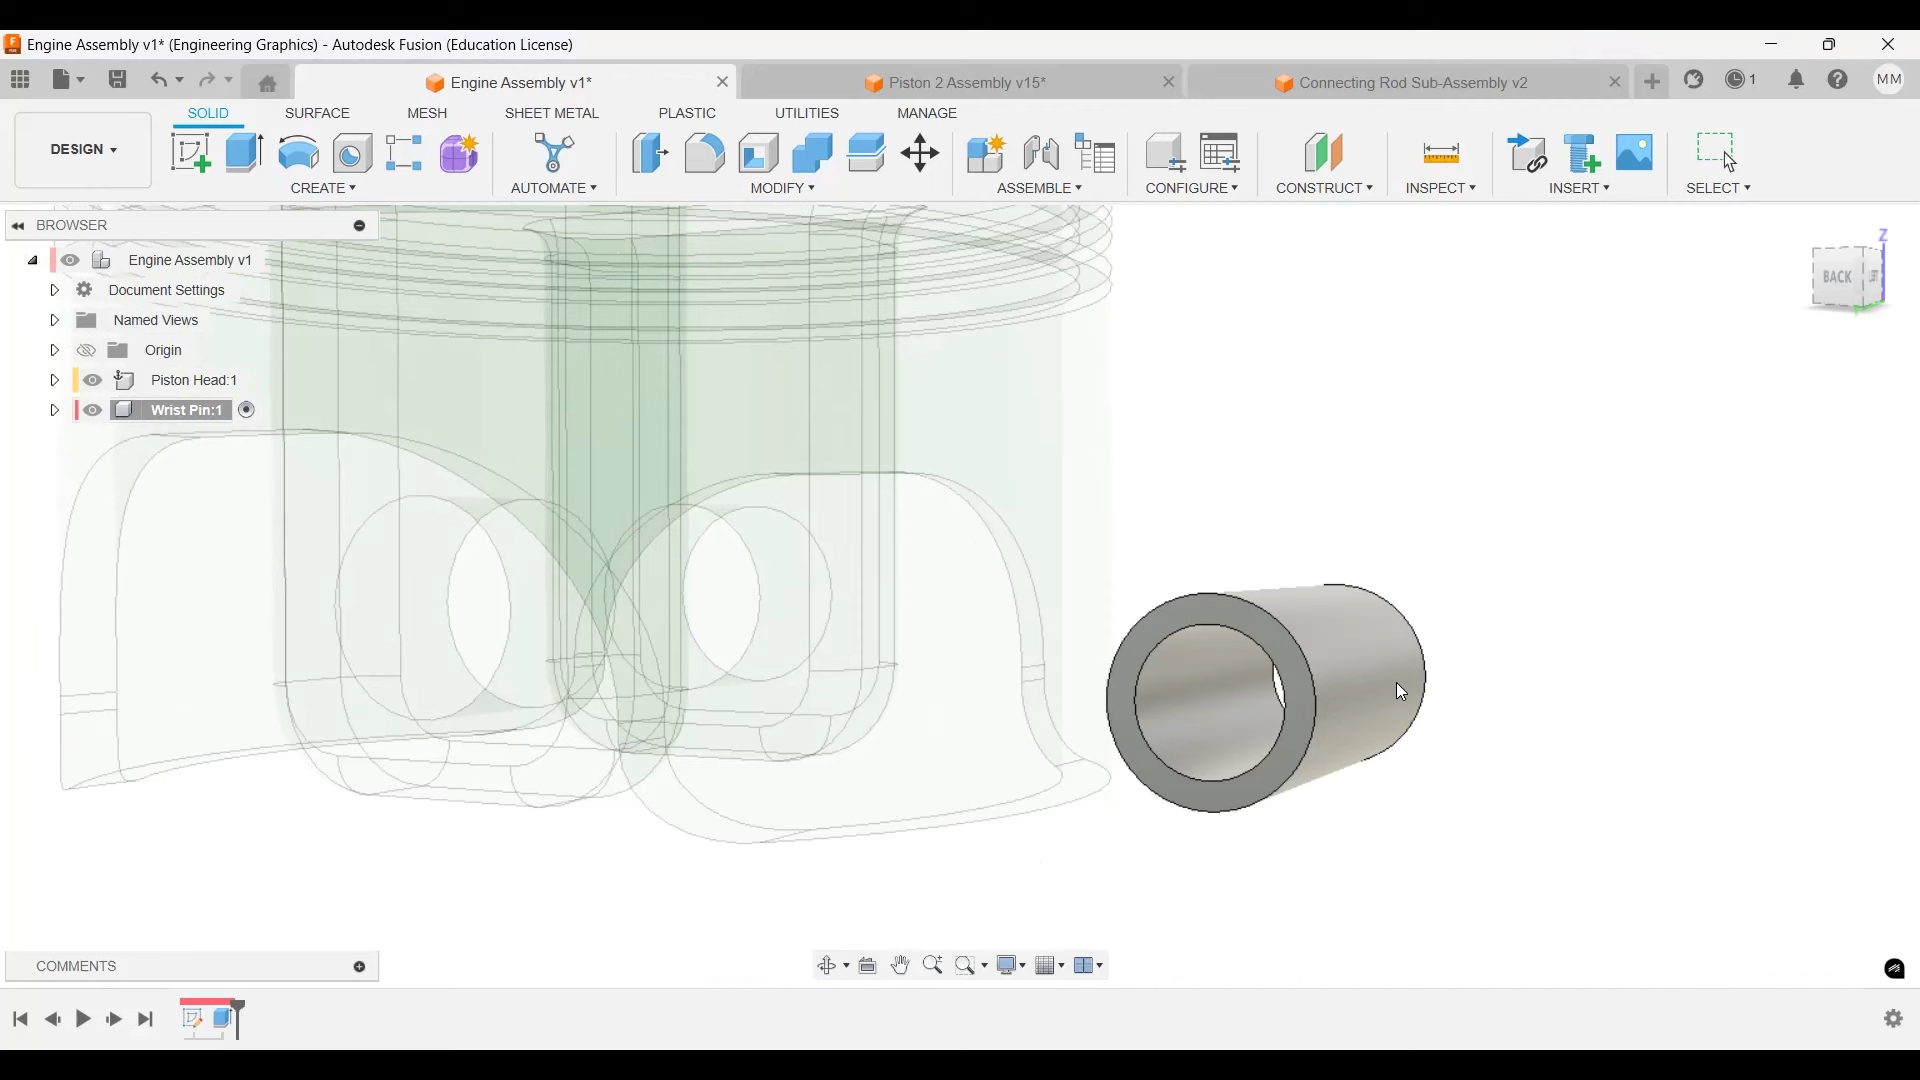 Engine Assembly v1* (Engineering Graphics) - Autodesk Fusion (Education License)
Engine Assembly v1*
Piston 2 Assembly v15*
Connecting Rod Sub-Assembly v2
1
MM
DESIGN
SOLID
SURFACE
MESH
SHEET METAL
PLASTIC
UTILITIES
MANAGE
CREATE
AUTOMATE
MODIFY
ASSEMBLE
CONFIGURE
CONSTRUCT
INSPECT
INSERT
SELECT
BROWSER
Engine Assembly v1
Document Settings
Named Views
Origin
Piston Head:1
Wrist Pin:1
Z
BACK
COMMENTS